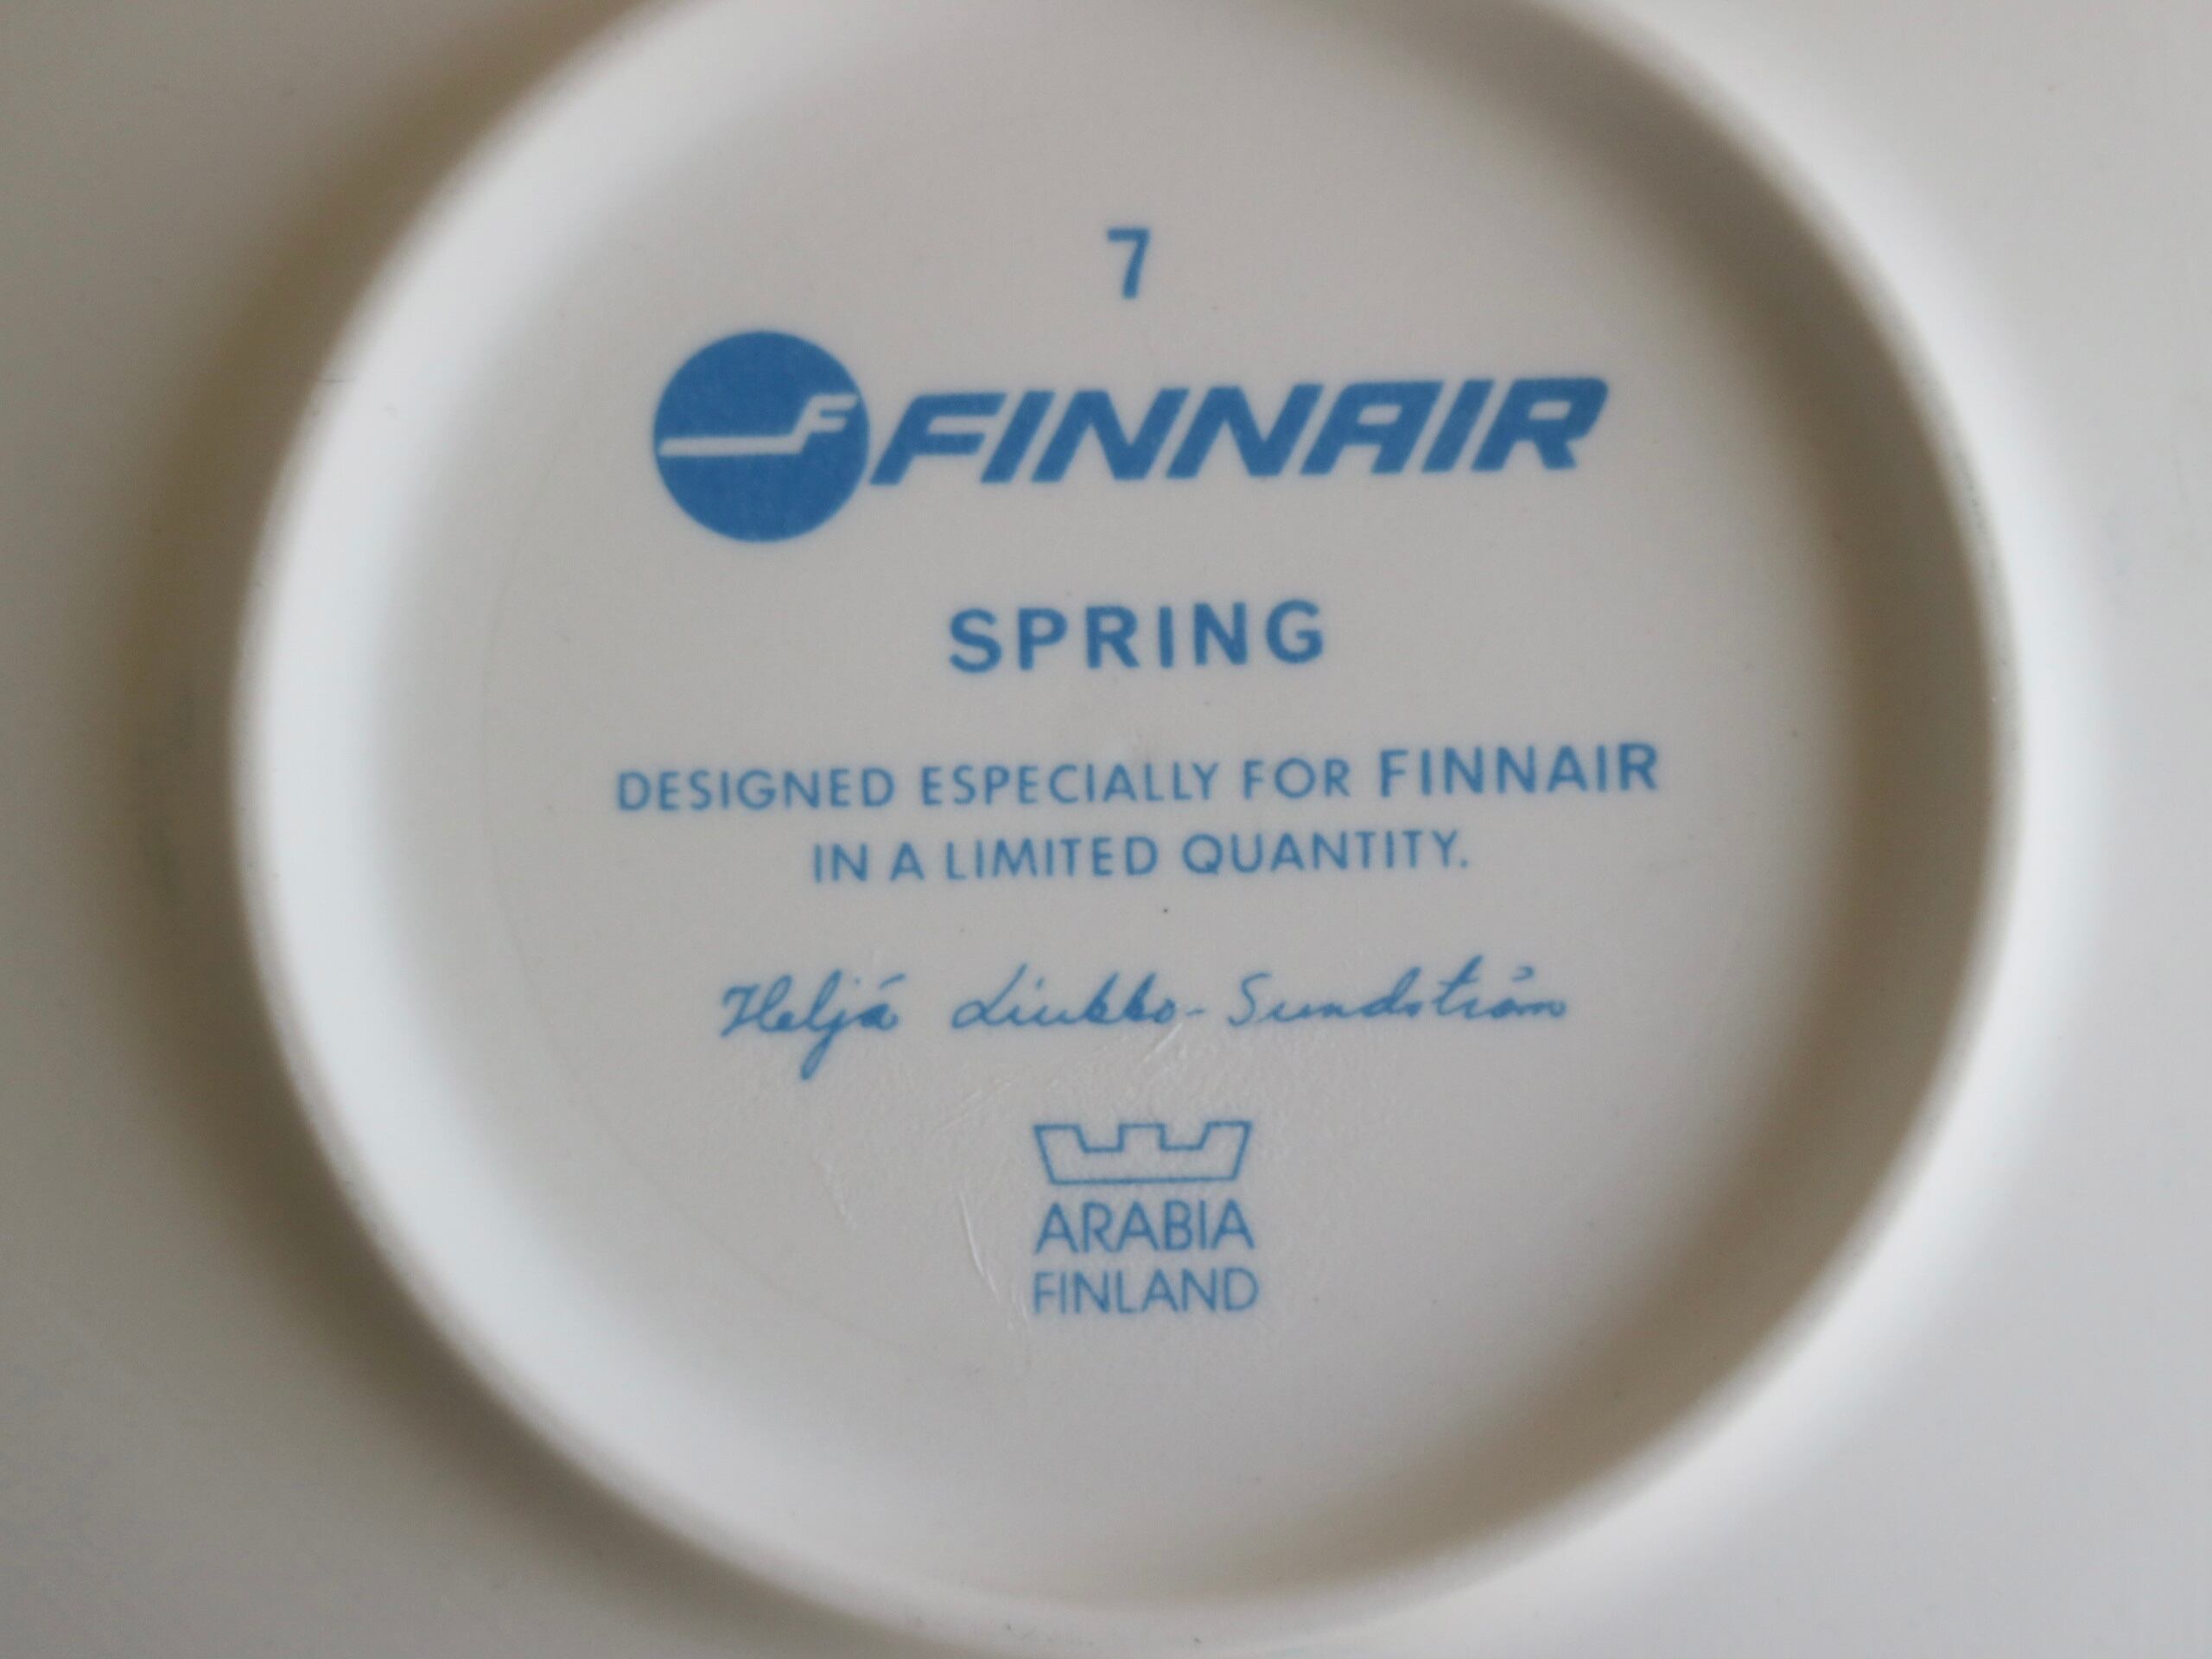 7
F FINNAIR
SPRING
DESIGNED ESPECIALLY FOR FINNAIR
IN A LIMITED QUANTITY.
Heljä Liukko-Sundström
ARABIA
FINLAND